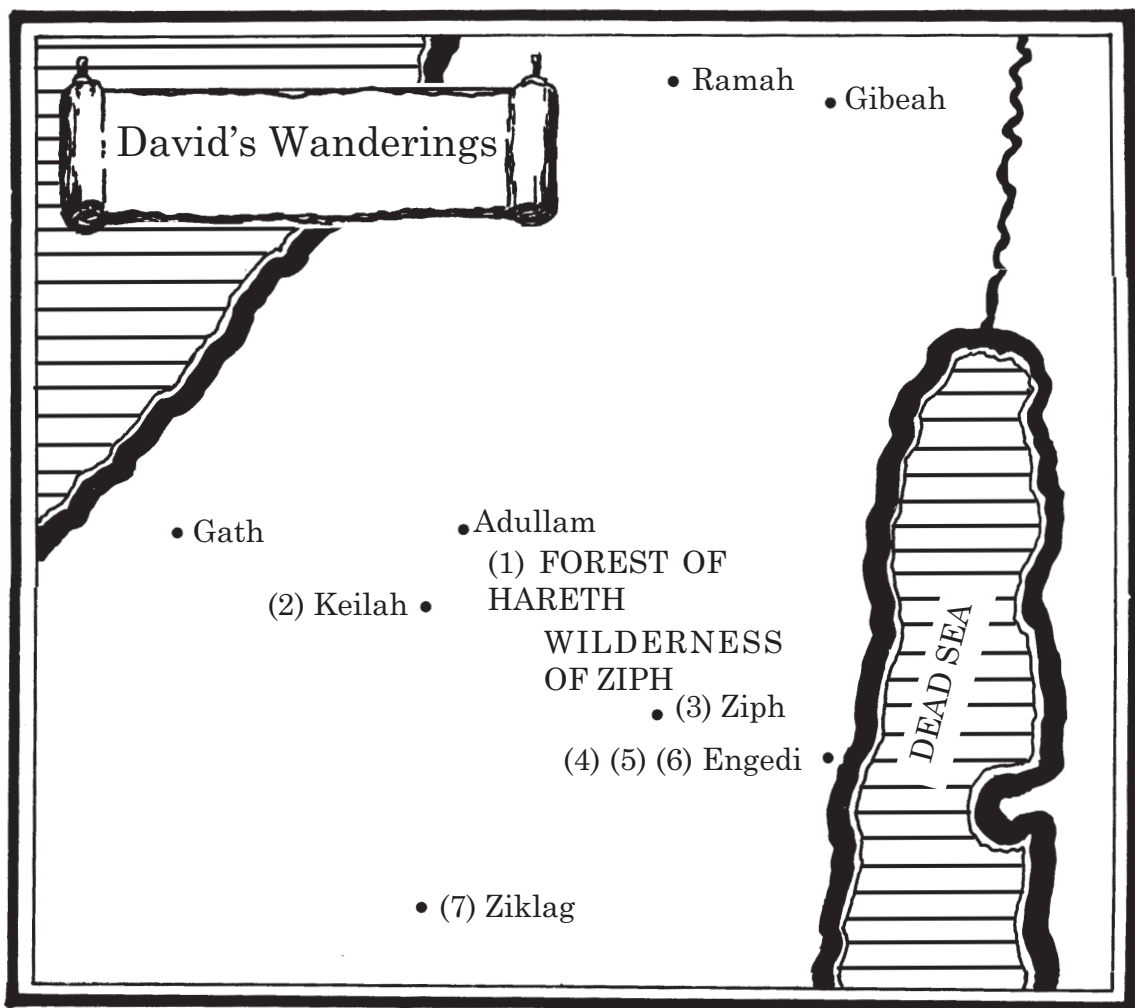 David's Wanderings
Ramah
Gibeah
Gath
Adullam
(1) FOREST OF
HARETH
(2) Keilah
WILDERNESS
OF ZIPH
(3) Ziph
(4) (5) (6) Engedi
DEAD SEA
(7) Ziklag